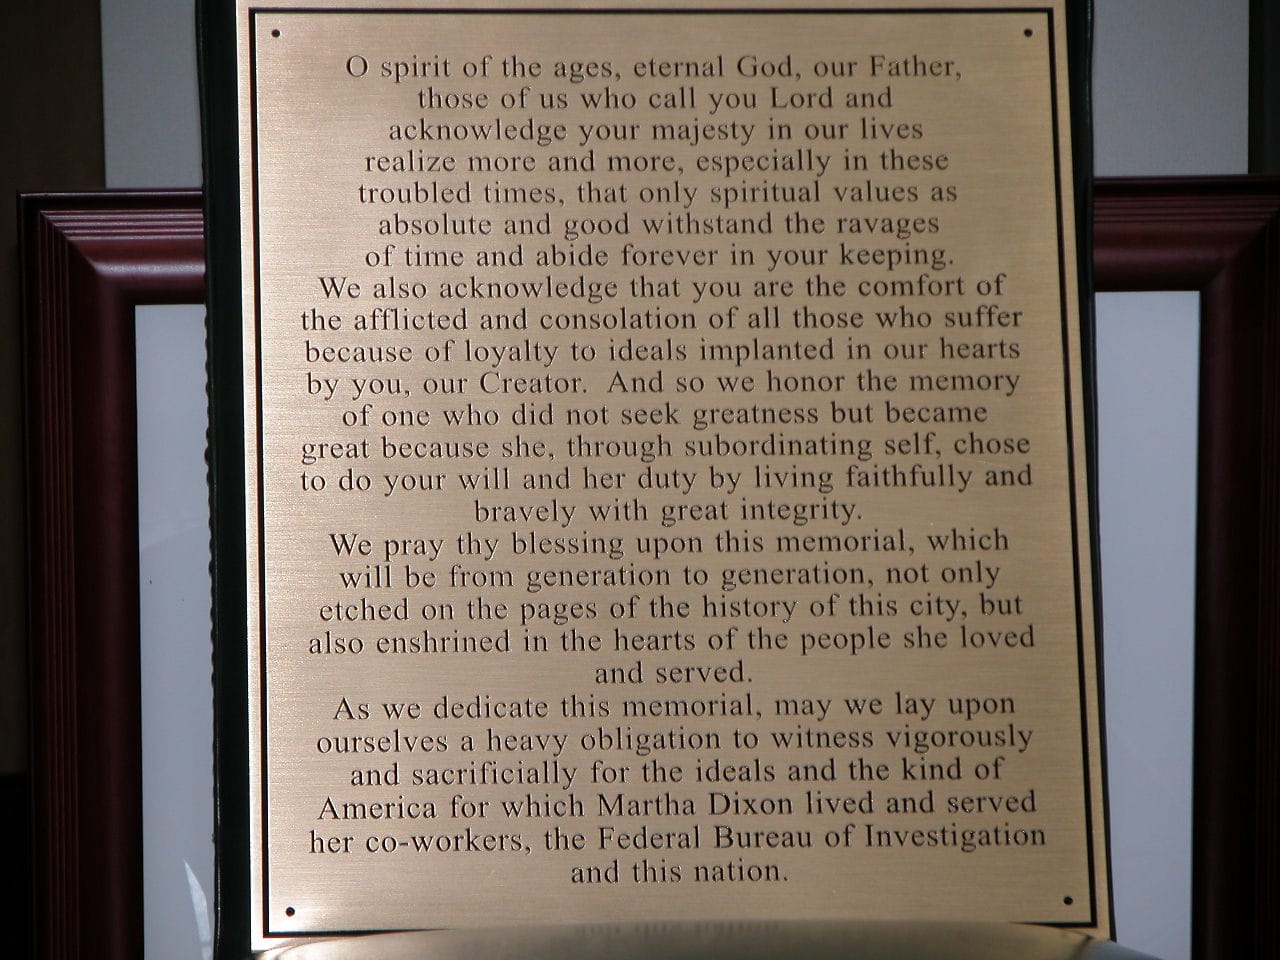 O spirit of the ages, eternal God, our Father,
those of us who call you Lord and
acknowledge your majesty in our lives
realize more and more, especially in these
troubled times, that only spiritual values as
absolute and good withstand the ravages
of time and abide forever in your keeping.
We also acknowledge that you are the comfort of
the afflicted and consolation of all those who suffer
because of loyalty to ideals implanted in our hearts
by you, our Creator. And so we honor the memory
of one who did not seek greatness but became
great because she, through subordinating self, chose
to do your will and her duty by living faithfully and
bravely with great integrity.
We pray thy blessing upon this memorial, which
will be from generation to generation, not only
etched on the pages of the history of this city, but
also enshrined in the hearts of the people she loved
and served.
As we dedicate this memorial, may we lay upon
ourselves a heavy obligation to witness vigorously
and sacrificially for the ideals and the kind of
America for which Martha Dixon lived and served
her co-workers, the Federal Bureau of Investigation
and this nation.